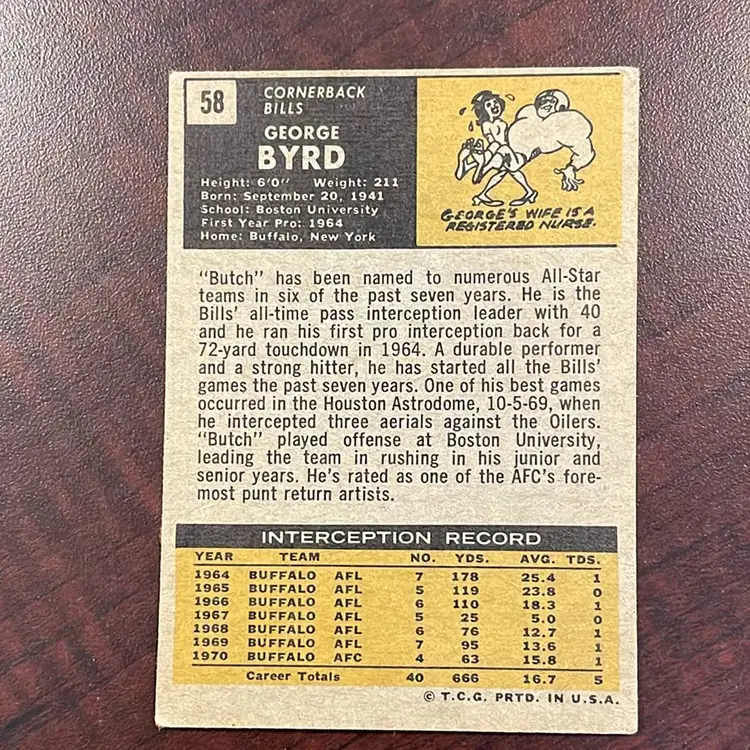 58
CORNERBACK
BILLS
GEORGE
BYRD
Height: 6'0" Weight: 211
Born: September 20, 1941
School: Boston University
First Year Pro: 1964
Home: Buffalo, New York
GEORGE'S WIFE IS A
REGISTERED NURSE.
"Butch" has been named to numerous All-Star
teams in six of the past seven years. He is the
Bills' all-time pass interception leader with 40
and he ran his first pro interception back for a
72-yard touchdown in 1964. A durable performer
and a strong hitter, he has started all the Bills'
games the past seven years. One of his best games
occurred in the Houston Astrodome, 10-5-69, when
he intercepted three aerials against the Oilers.
"Butch" played offense at Boston University,
leading the team in rushing in his junior and
senior years. He's rated as one of the AFC's fore-
most punt return artists.
INTERCEPTION RECORD
YEAR TEAM NO. YDS. AVG. TDS.
1964 BUFFALO AFL 7 178 25.4 1
1965 BUFFALO AFL 5 119 23.8 0
1966 BUFFALO AFL 6 110 18.3 1
1967 BUFFALO AFL 5 25 5.0 0
1968 BUFFALO AFL 6 76 12.7 1
1969 BUFFALO AFL 7 95 13.6 1
1970 BUFFALO AFC 4 63 15.8 1
Career Totals 40 666 16.7 5
© T.C.G. PRTD. IN U.S.A.